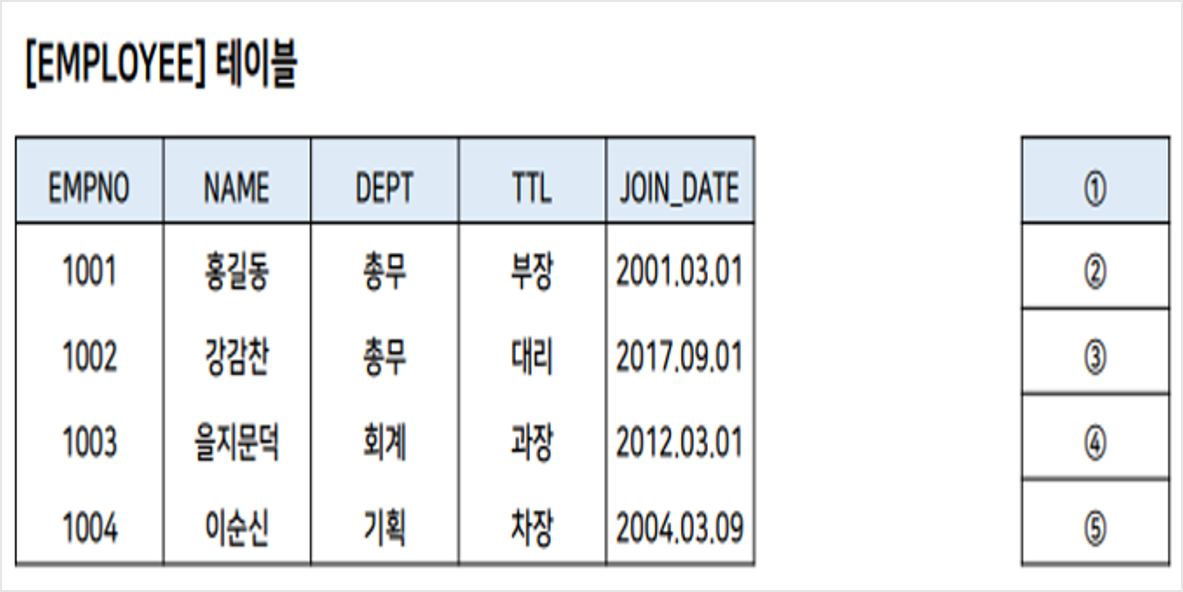 [EMPLOYEE] 테이블
EMPNO NAME DEPT TTL JOIN_DATE ①
1001 홍길동 총무 부장 2001.03.01 ②
1002 강감찬 총무 대리 2017.09.01 ③
1003 을지문덕 회계 과장 2012.03.01 ④
1004 이순신 기획 차장 2004.03.09 ⑤